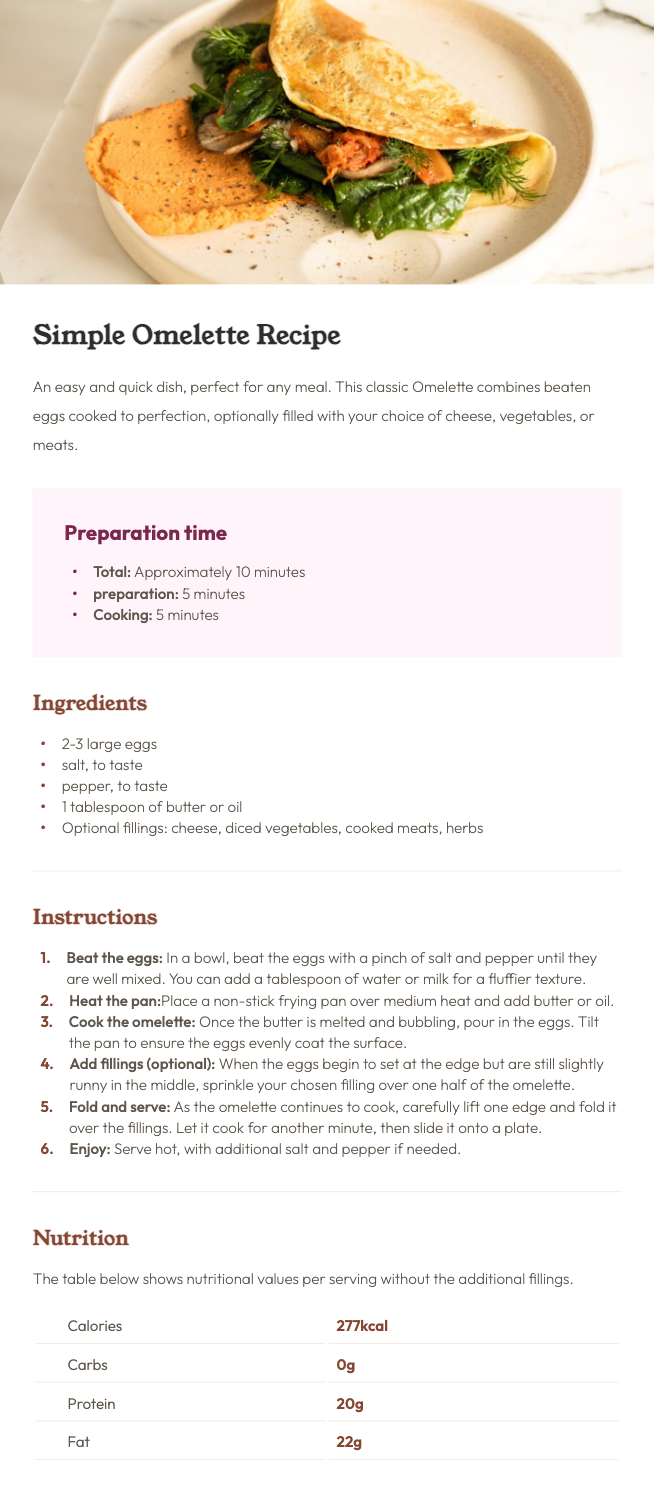 Simple Omelette Recipe
An easy and quick dish, perfect for any meal. This classic Omelette combines beaten
eggs cooked to perfection, optionally filled with your choice of cheese, vegetables, or
meats.
Preparation time
• Total: Approximately 10 minutes
• preparation: 5 minutes
• Cooking: 5 minutes
Ingredients
• 2-3 large eggs
• salt, to taste
• pepper, to taste
• 1 tablespoon of butter or oil
• Optional fillings: cheese, diced vegetables, cooked meats, herbs
Instructions
1. Beat the eggs: In a bowl, beat the eggs with a pinch of salt and pepper until they
are well mixed. You can add a tablespoon of water or milk for a fluffier texture.
2. Heat the pan:Place a non-stick frying pan over medium heat and add butter or oil.
3. Cook the omelette: Once the butter is melted and bubbling, pour in the eggs. Tilt
the pan to ensure the eggs evenly coat the surface.
4. Add fillings (optional): When the eggs begin to set at the edge but are still slightly
runny in the middle, sprinkle your chosen filling over one half of the omelette.
5. Fold and serve: As the omelette continues to cook, carefully lift one edge and fold it
over the fillings. Let it cook for another minute, then slide it onto a plate.
6. Enjoy: Serve hot, with additional salt and pepper if needed.
Nutrition
The table below shows nutritional values per serving without the additional fillings.
Calories 277kcal
Carbs 0g
Protein 20g
Fat 22g